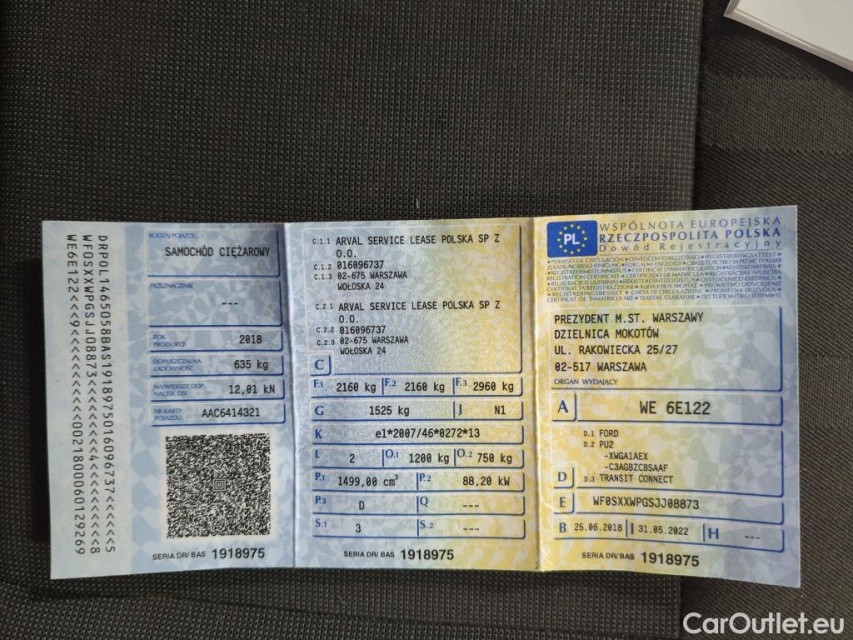 DRPOL1465058BAS1918975016096737<<<<<5
WF0SXXWPGSJJ08873<<<<4<<<<<<<<<<<<<8
WE6E122<<<9<<<<<7<<<<<0021800060129269
RODZAJ POJAZDU
SAMOCHÓD CIĘŻAROWY
PRZEZNACZENIE
---
ROK PRODUKCJI
2018
DOPUSZCZALNA ŁADOWNOŚĆ
635 kg
NAJWIĘKSZY DOP. NACISK OSI
12,01 kN
NR KARTY POJAZDU
AAC6414321
SERIA DR/BAS 1918975
C.1.1 ARVAL SERVICE LEASE POLSKA SP Z
O.O.
C.1.2 016096737
C.1.3 02-675 WARSZAWA
WOŁOSKA 24
C.2.1 ARVAL SERVICE LEASE POLSKA SP Z
O.O.
C.2.2 016096737
C.2.3 02-675 WARSZAWA
WOŁOSKA 24
C
F.1 2160 kg F.2 2160 kg F.3 2960 kg
G 1525 kg J N1
K e1*2007/46*0272*13
L 2 O.1 1200 kg O.2 750 kg
P.1 1499,00 cm³ P.2 88,20 kW
P.3 D Q ---
S.1 3 S.2 ---
SERIA DR/BAS 1918975
PL
WSPÓLNOTA EUROPEJSKA
RZECZPOSPOLITA POLSKA
Dowód Rejestracyjny
PREZYDENT M.ST. WARSZAWY
DZIELNICA MOKOTÓW
UL. RAKOWIECKA 25/27
02-517 WARSZAWA
ORGAN WYDAJĄCY
A WE 6E122
D.1 FORD
D.2 PU2
-XWGA1AEX
-C3AGBZCBSAAF
D D.3 TRANSIT CONNECT
E WF0SXXWPGSJJ08873
B 25.06.2018 I 31.05.2022 H ---
SERIA DR/BAS 1918975
CarOutlet.eu